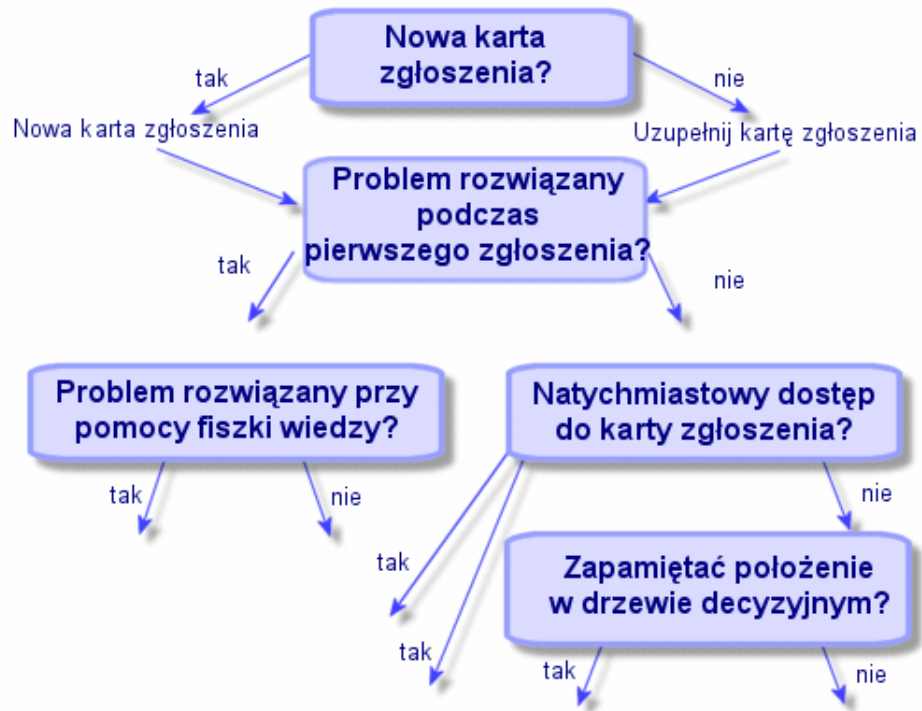 Nowa karta
zgłoszenia?
tak
nie
Nowa karta zgłoszenia
Uzupełnij kartę zgłoszenia
Problem rozwiązany
podczas
pierwszego zgłoszenia?
tak
nie
Problem rozwiązany przy
pomocy fiszki wiedzy?
Natychmiastowy dostęp
do karty zgłoszenia?
tak
nie
nie
tak
Zapamiętać położenie
w drzewie decyzyjnym?
tak
tak
nie